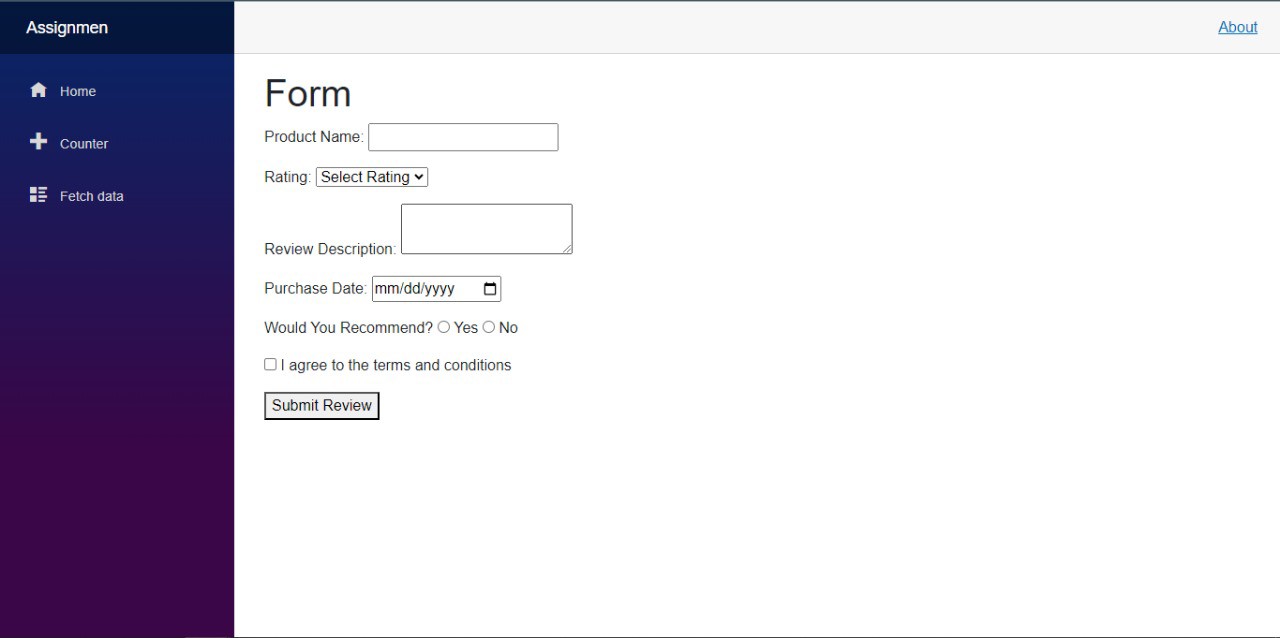 Assignmen
About
Home
Counter
Fetch data
Form
Product Name:
Rating: Select Rating
Review Description:
Purchase Date: mm/dd/yyyy
Would You Recommend? Yes No
I agree to the terms and conditions
Submit Review